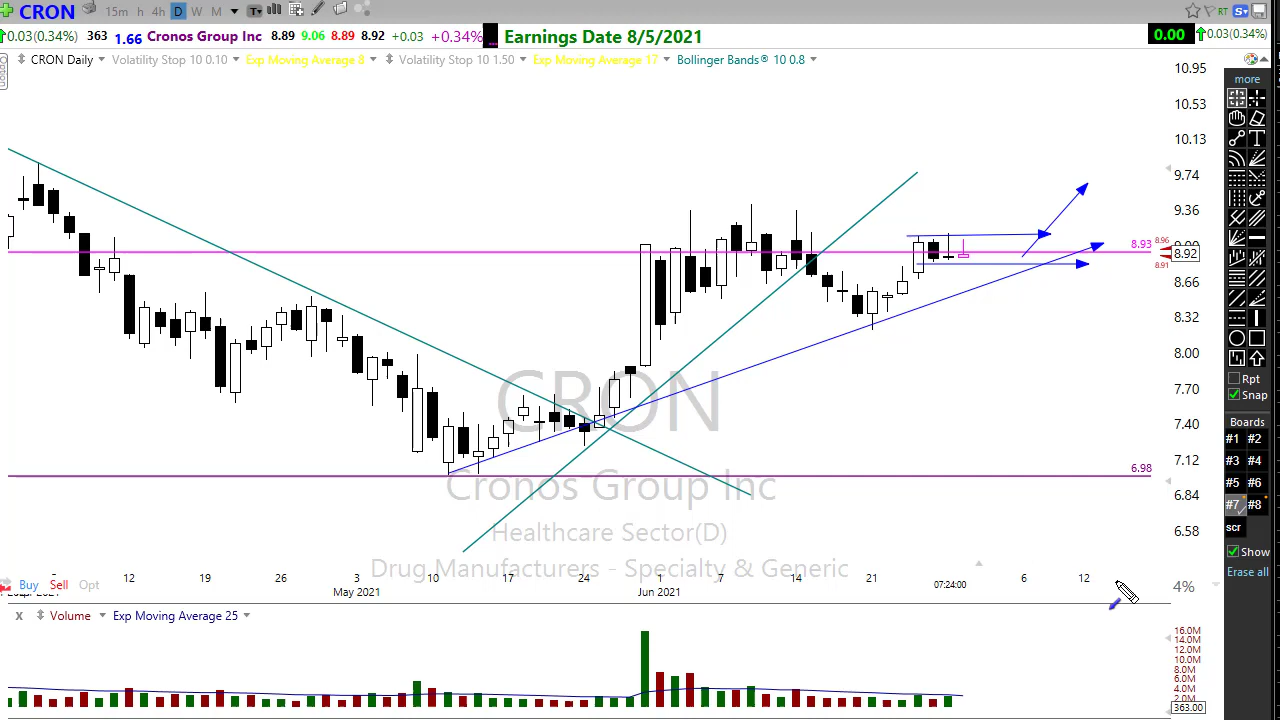 CRON 15m h 4h D W M T RT S
0.03(0.34%) 363 1.66 Cronos Group Inc 8.89 9.06 8.89 8.92 +0.03 +0.34% Earnings Date 8/5/2021 0.00 0.03(0.34%)
CRON Daily Volatility Stop 10 0.10 Exp Moving Average 8 Volatility Stop 10 1.50 Exp Moving Average 17 Bollinger Bands® 10 0.8
Option
10.95
10.53
10.13
9.74
9.36
8.93 8.96
8.92
8.91
8.66
8.32
8.00
7.70
7.40
7.12
6.98
6.84
6.58
CRON
Cronos Group Inc
Healthcare Sector(D)
Drug Manufacturers - Specialty & Generic
12 19 26 3 10 17 24 1 7 14 21 07:24:00 6 12
May 2021 Jun 2021
Buy Sell Opt 4%
x Volume Exp Moving Average 25
16.0M
14.0M
12.0M
10.0M
8.0M
6.0M
4.0M
2.0M
363.00
more
T
Rpt
Snap
Boards
#1 #2
#3 #4
#5 #6
#7 #8
scr
Show
Erase all